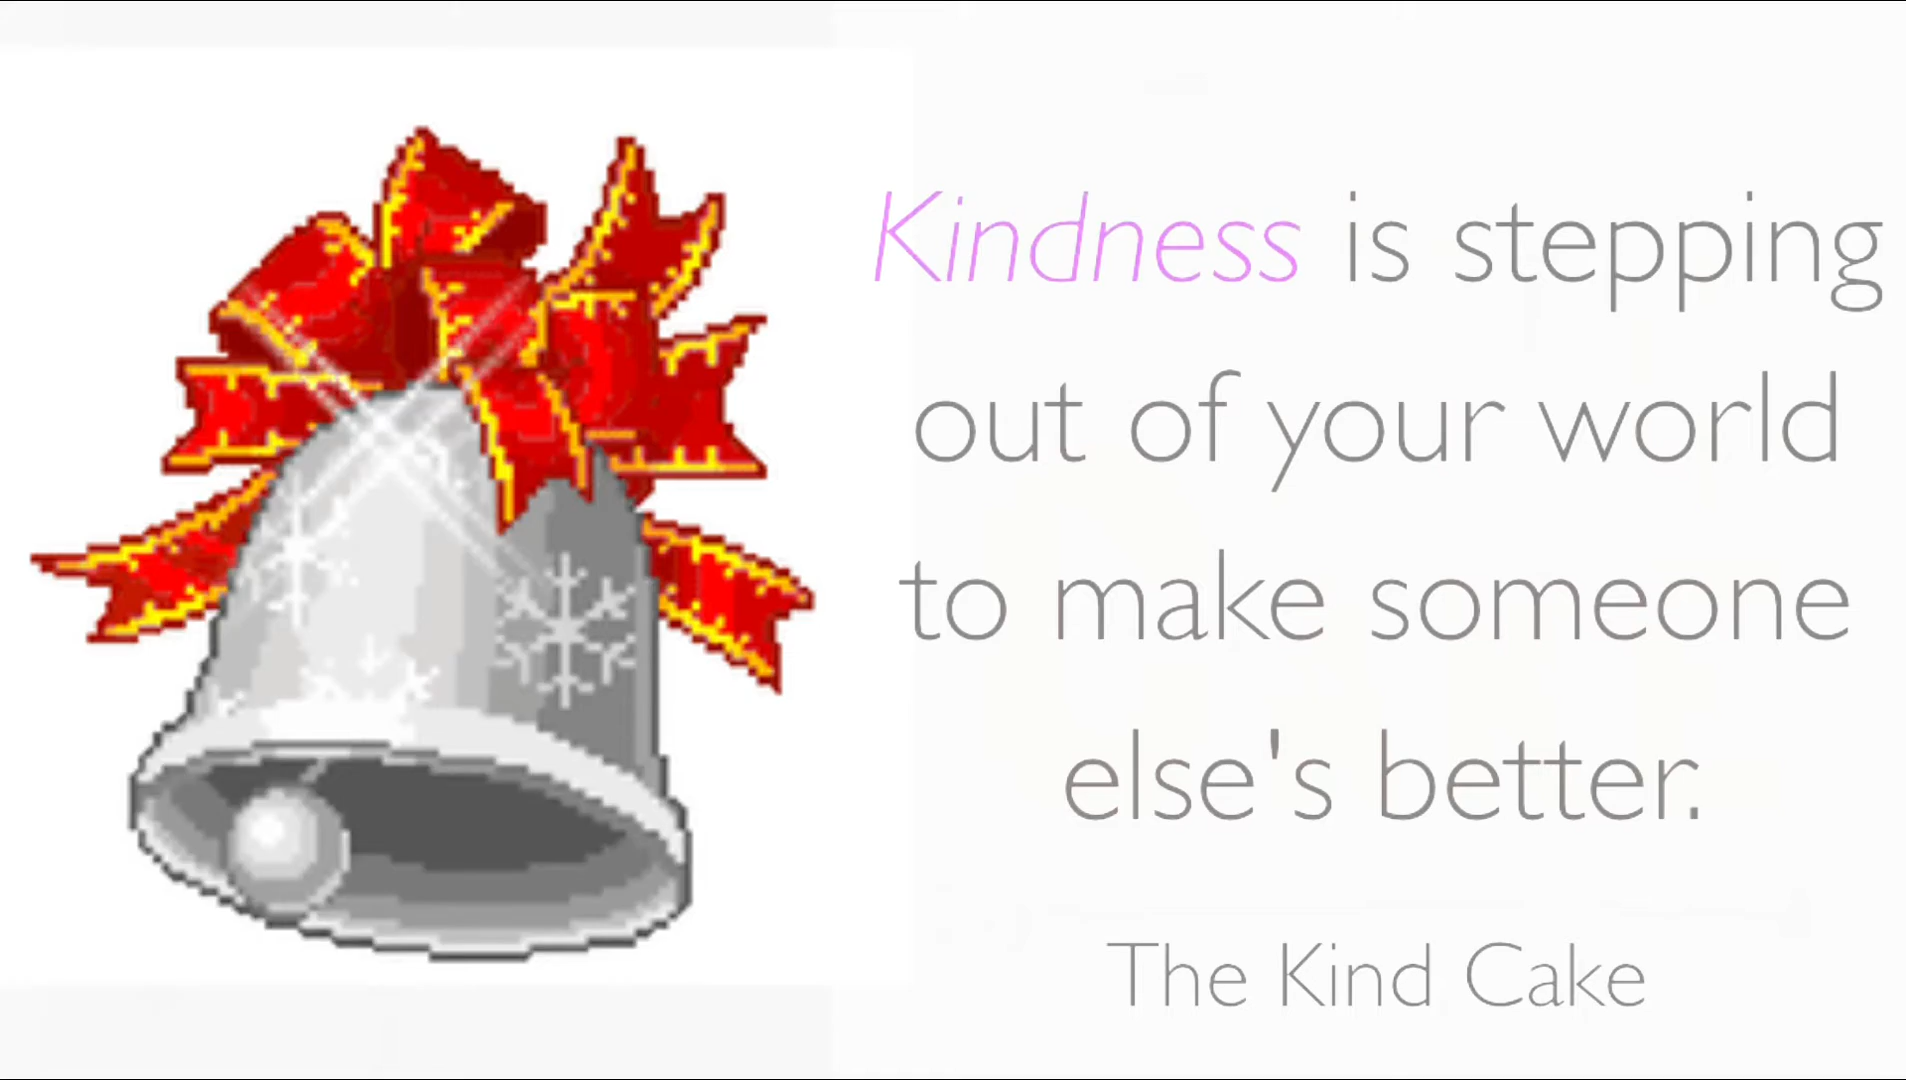 Kindness is stepping
out of your world
to make someone
else's better.
The Kind Cake